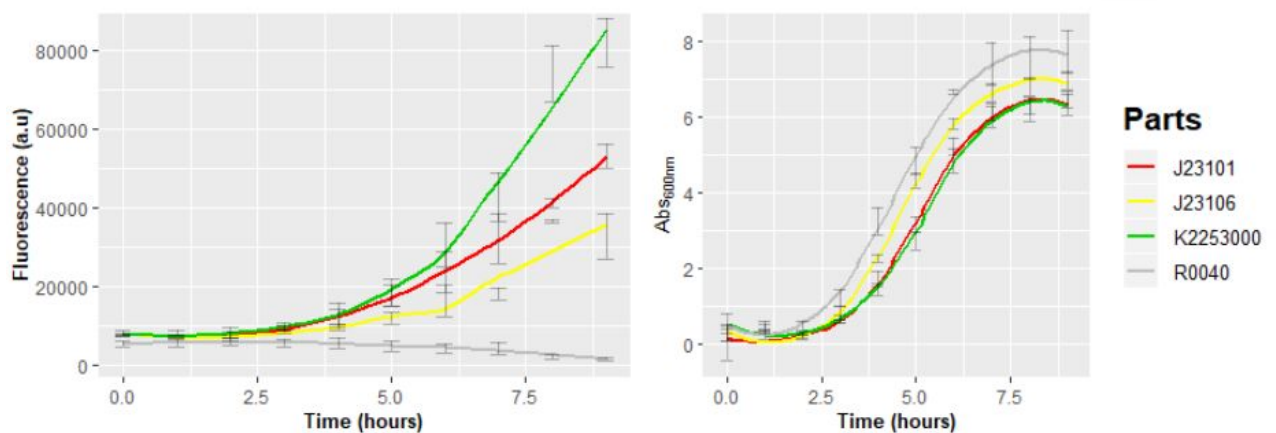 Fluorescence (a.u)
80000
60000
40000
20000
0
0.0 2.5 5.0 7.5
Time (hours)
Abs600nm
8
6
4
2
0
0.0 2.5 5.0 7.5
Time (hours)
Parts
J23101
J23106
K2253000
R0040